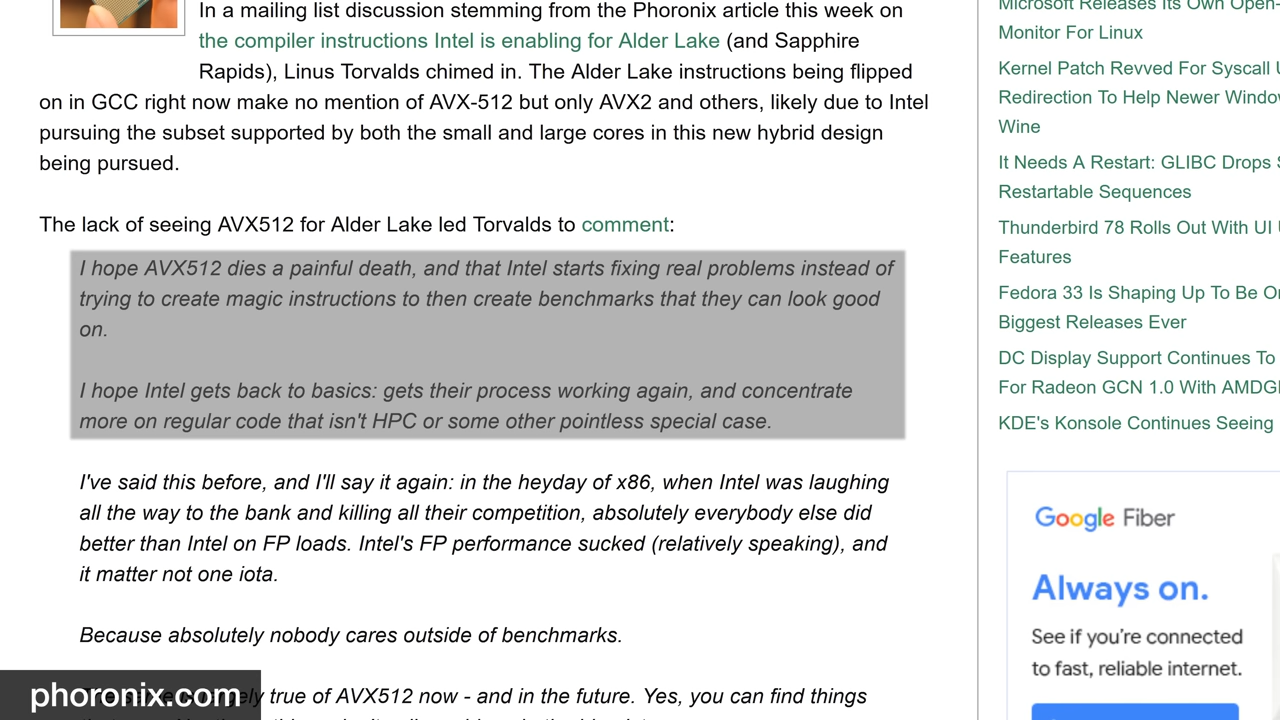 In a mailing list discussion stemming from the Phoronix article this week on
the compiler instructions Intel is enabling for Alder Lake (and Sapphire
Rapids), Linus Torvalds chimed in. The Alder Lake instructions being flipped
on in GCC right now make no mention of AVX-512 but only AVX2 and others, likely due to Intel
pursuing the subset supported by both the small and large cores in this new hybrid design
being pursued.
The lack of seeing AVX512 for Alder Lake led Torvalds to comment:
I hope AVX512 dies a painful death, and that Intel starts fixing real problems instead of
trying to create magic instructions to then create benchmarks that they can look good
on.
I hope Intel gets back to basics: gets their process working again, and concentrate
more on regular code that isn't HPC or some other pointless special case.
I've said this before, and I'll say it again: in the heyday of x86, when Intel was laughing
all the way to the bank and killing all their competition, absolutely everybody else did
better than Intel on FP loads. Intel's FP performance sucked (relatively speaking), and
it matter not one iota.
Because absolutely nobody cares outside of benchmarks.
true of AVX512 now - and in the future. Yes, you can find things
phoronix.com
Microsoft Releases Its Own Open-
Monitor For Linux
Kernel Patch Revved For Syscall
Redirection To Help Newer
Wine
It Needs A Restart: GLIBC Drops
Restartable Sequences
Thunderbird 78 Rolls Out With UI
Features
Fedora 33 Is Shaping Up To Be
Biggest Releases Ever
DC Display Support Continues To
For Radeon GCN 1.0 With
KDE's Konsole Continues Seeing
Google Fiber
Always on.
See if you're connected
to fast, reliable internet.